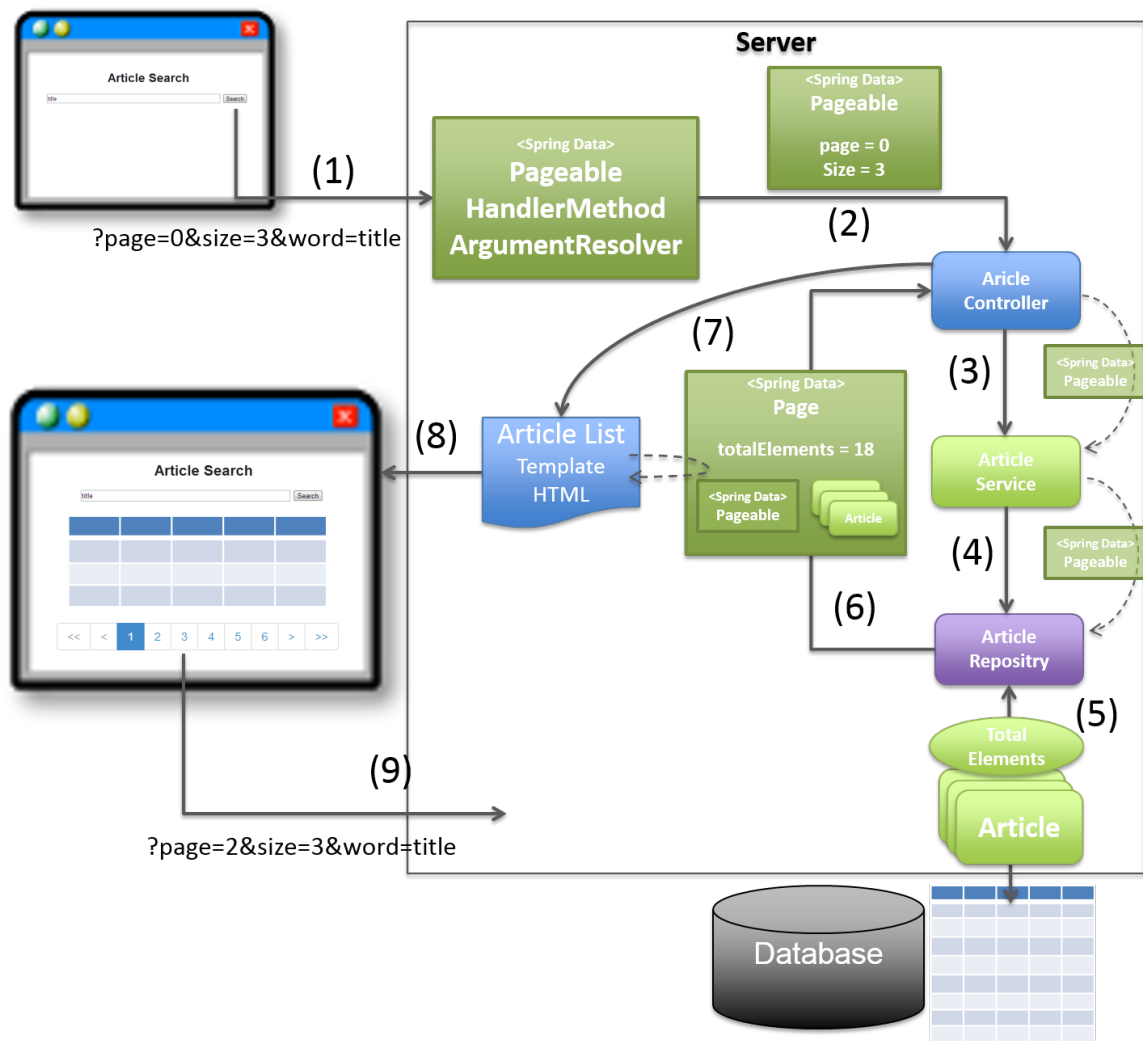 Server
Article Search
title
Search
(1)
?page=0&size=3&word=title
<Spring Data>
Pageable
HandlerMethod
ArgumentResolver
<Spring Data>
Pageable
page = 0
Size = 3
(2)
Aricle
Controller
(3)
<Spring Data>
Pageable
Article
Service
(4)
<Spring Data>
Pageable
Article
Repositry
(5)
Total
Elements
Article
Database
(6)
<Spring Data>
Page
totalElements = 18
<Spring Data>
Pageable
Article
(7)
Article List
Template
HTML
(8)
Article Search
title
Search
<< < 1 2 3 4 5 6 > >>
(9)
?page=2&size=3&word=title